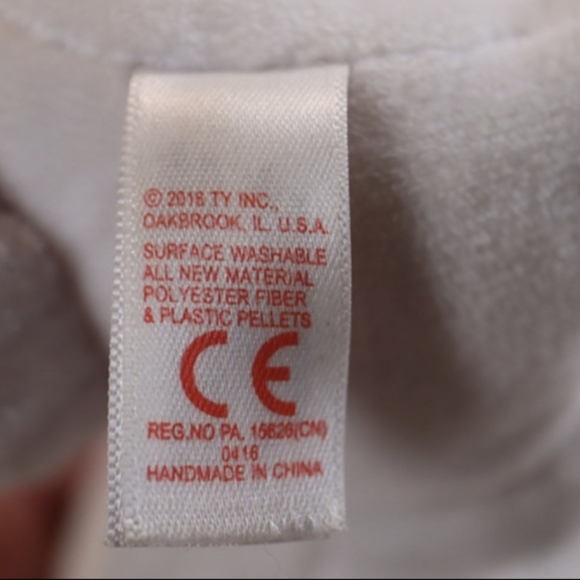 © 2016 TY INC.,
OAKBROOK, IL. U.S.A.
SURFACE WASHABLE
ALL NEW MATERIAL
POLYESTER FIBER
& PLASTIC PELLETS
CE
REG.NO PA. 15626(CN)
0416
HANDMADE IN CHINA